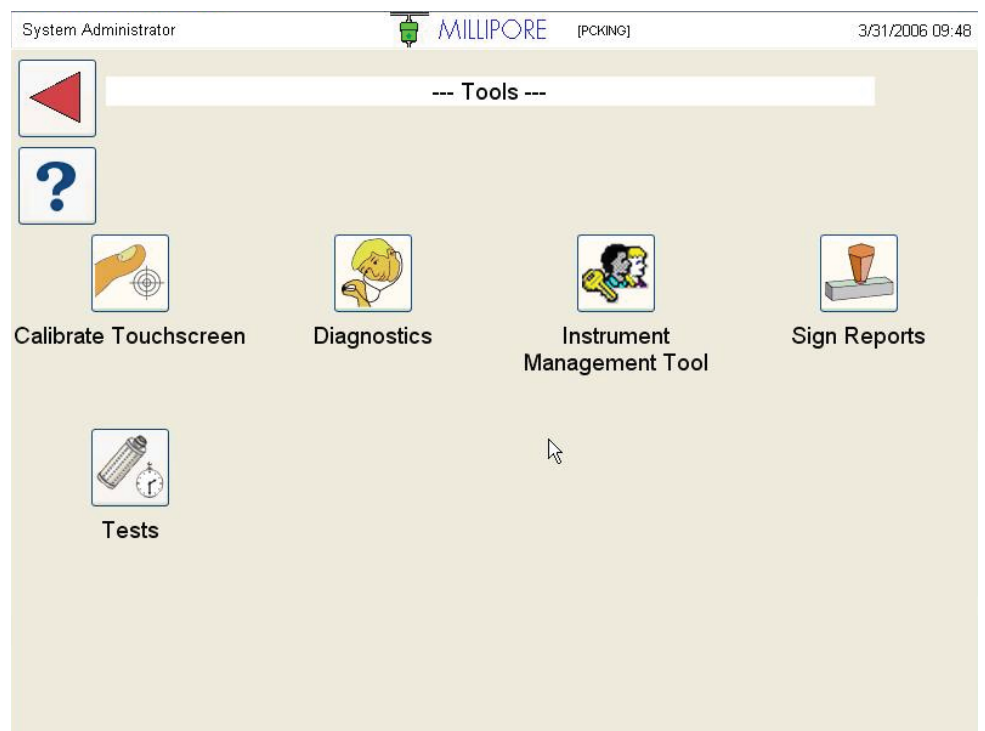 System Administrator
MILLIPORE
[PCKING]
3/31/2006 09:48
--- Tools ---
?
Calibrate Touchscreen
Diagnostics
Instrument
Management Tool
Sign Reports
Tests